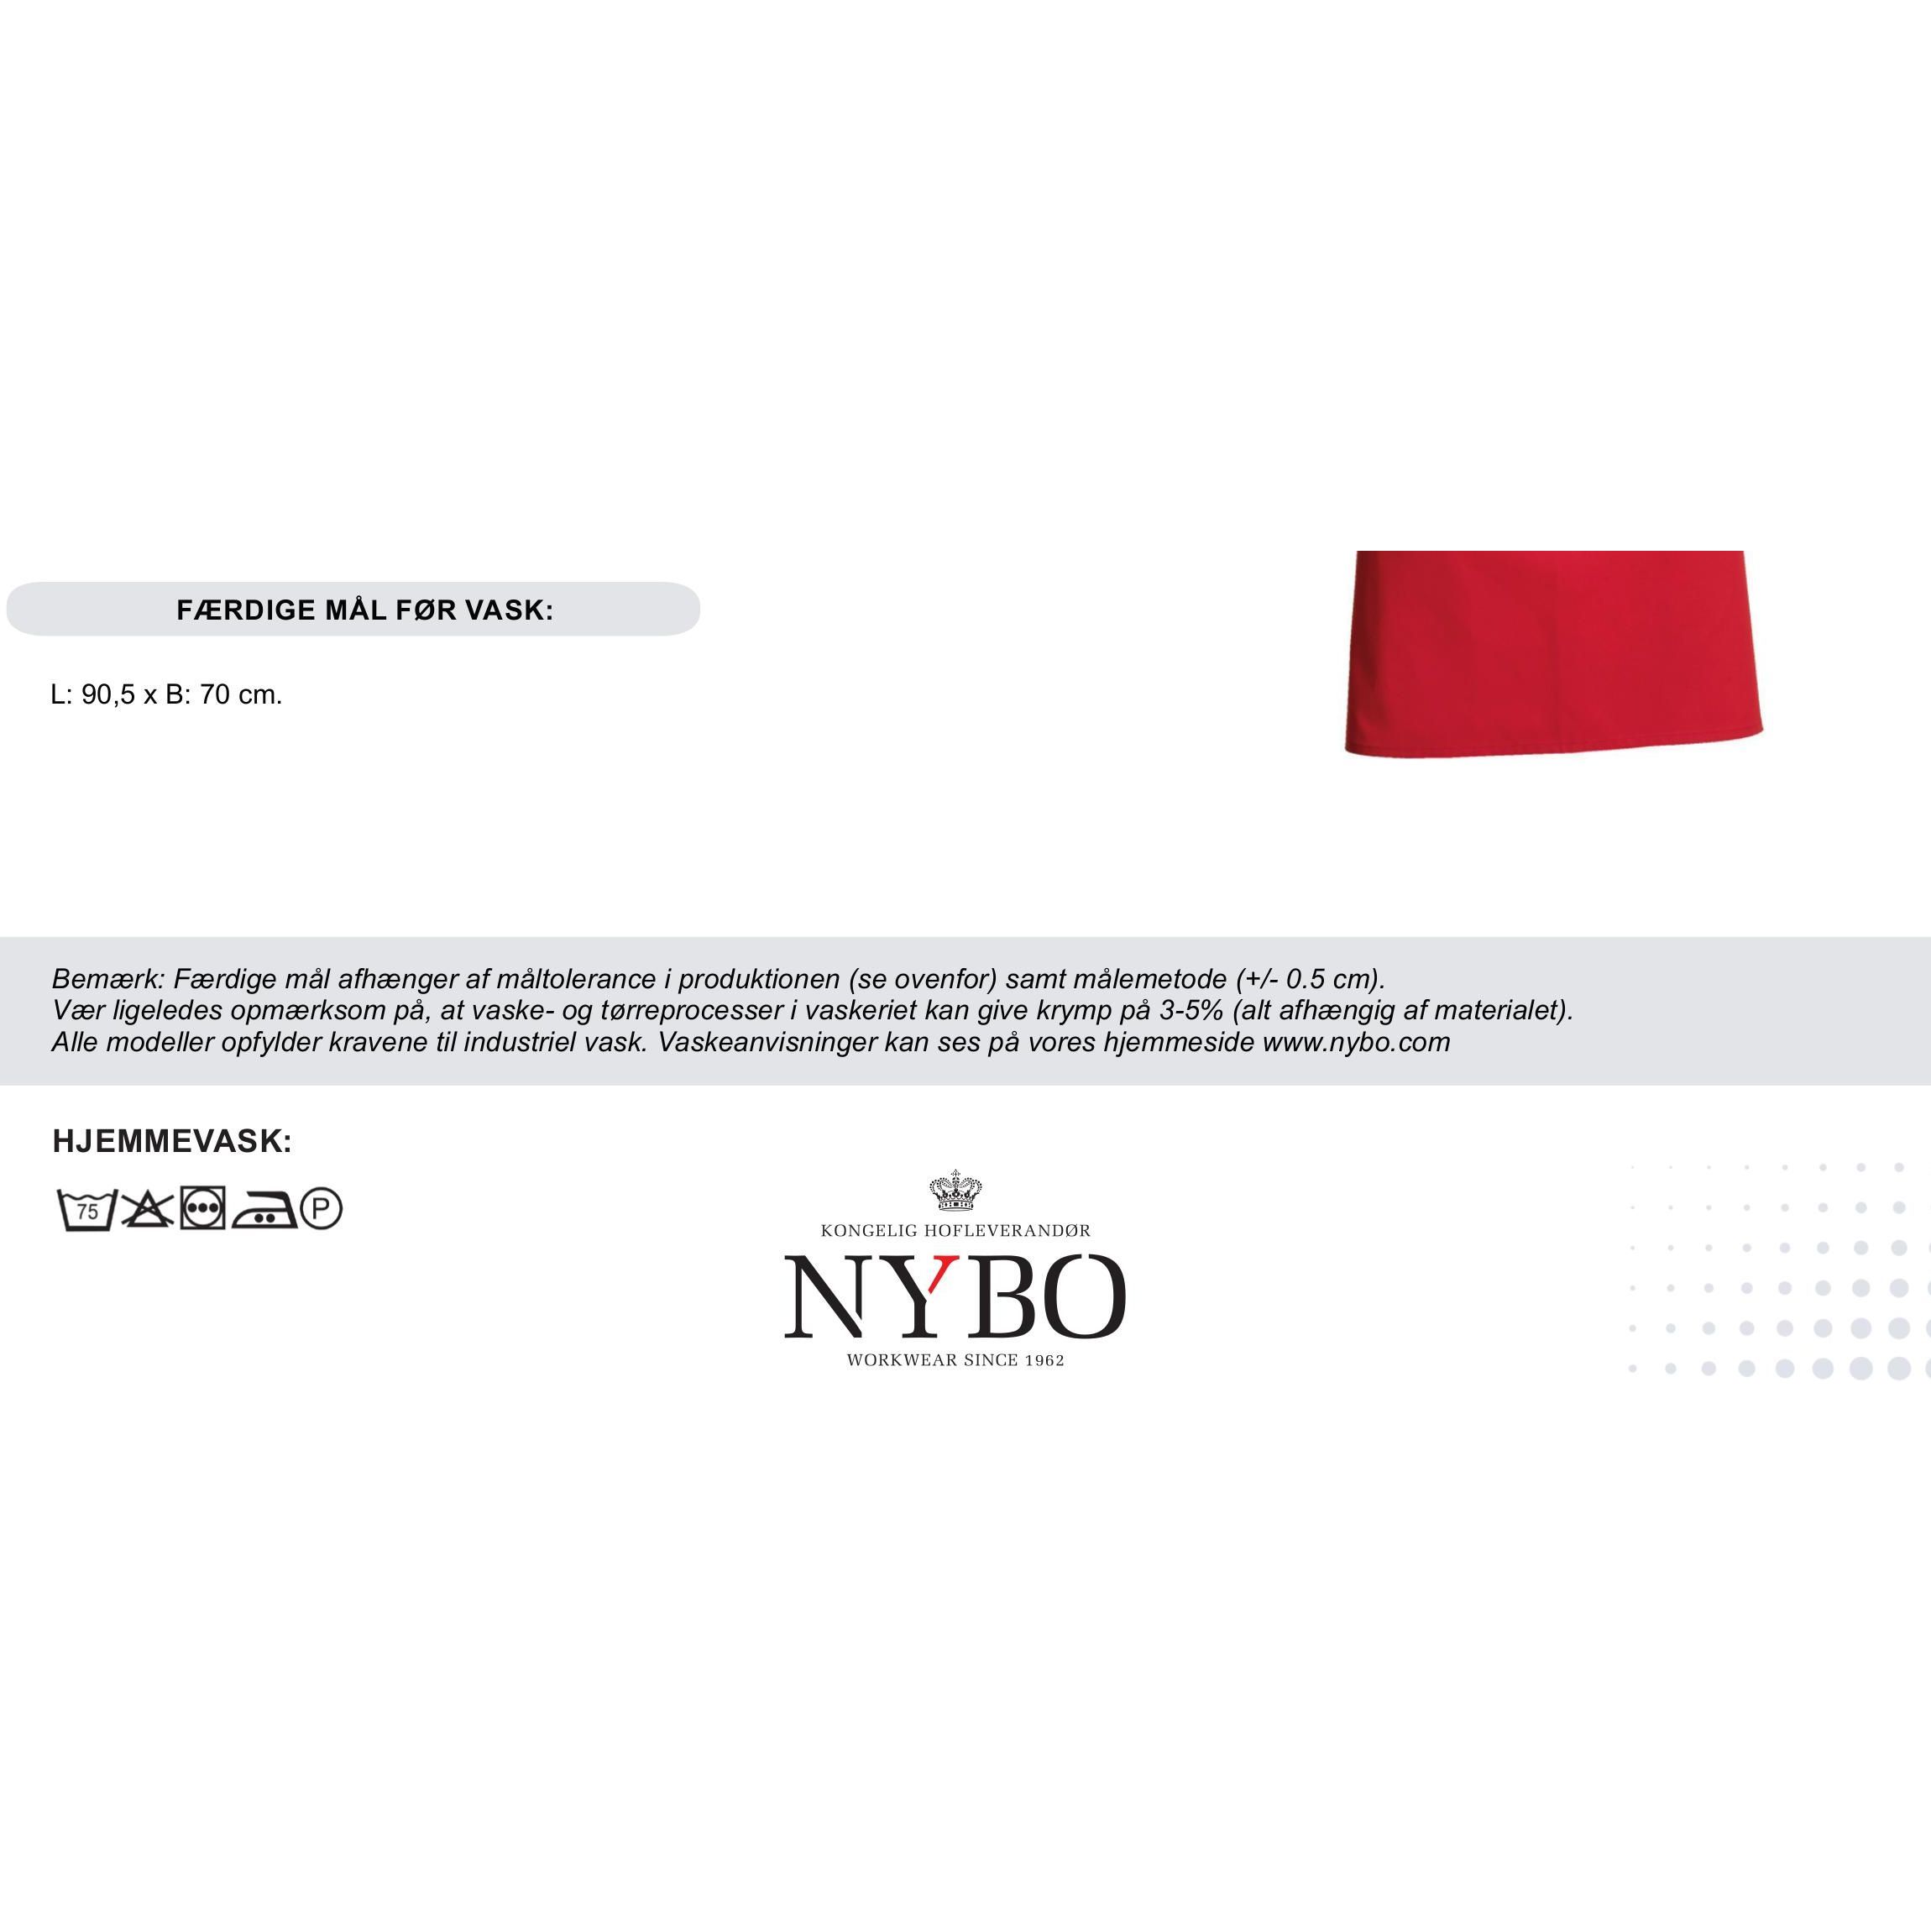 FÆRDIGE MÅL FØR VASK:
L: 90,5 x B: 70 cm.
Bemærk: Færdige mål afhænger af måltolerance i produktionen (se ovenfor) samt målemetode (+/- 0.5 cm).
Vær ligeledes opmærksom på, at vaske- og tørreprocesser i vaskeriet kan give krymp på 3-5% (alt afhængig af materialet).
Alle modeller opfylder kravene til industriel vask. Vaskeanvisninger kan ses på vores hjemmeside www.nybo.com
HJEMMEVASK:
75 P
KONGELIG HOFLEVERANDØR
NYBO
WORKWEAR SINCE 1962